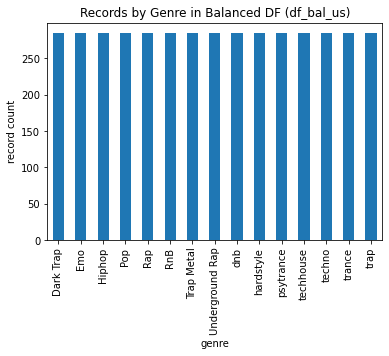 Records by Genre in Balanced DF (df_bal_us)
record count
250
200
150
100
50
0
Dark Trap
Emo
Hiphop
Pop
Rap
RnB
Trap Metal
Underground Rap
dnb
hardstyle
psytrance
techhouse
techno
trance
trap
genre